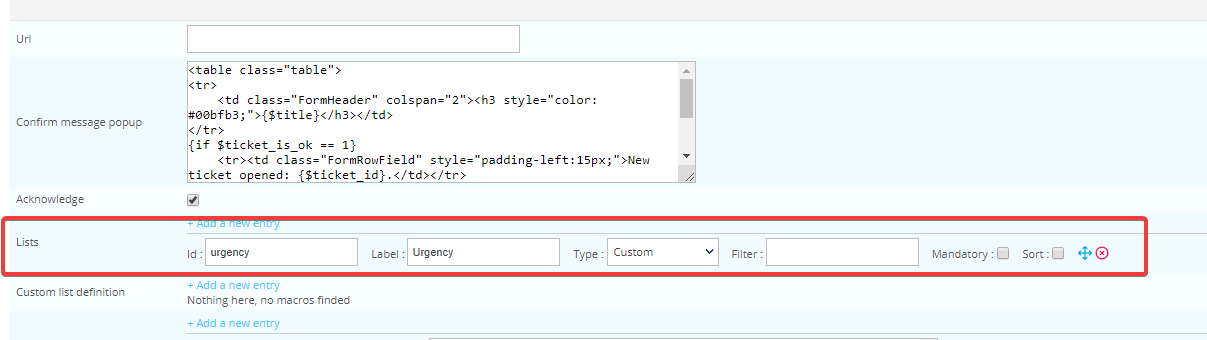 Url
Confirm message popup
<table class="table">
<tr>
<td class="FormHeader" colspan="2"><h3 style="color:
#00bfb3;">{$title}</h3></td>
</tr>
{if $ticket_is_ok == 1}
<tr><td class="FormRowField" style="padding-left:15px;">New
ticket opened: {$ticket_id}.</td></tr>
Acknowledge
+ Add a new entry
Lists
Id : urgency Label : Urgency Type : Custom Filter : Mandatory : Sort :
Custom list definition
+ Add a new entry
Nothing here, no macros finded
+ Add a new entry